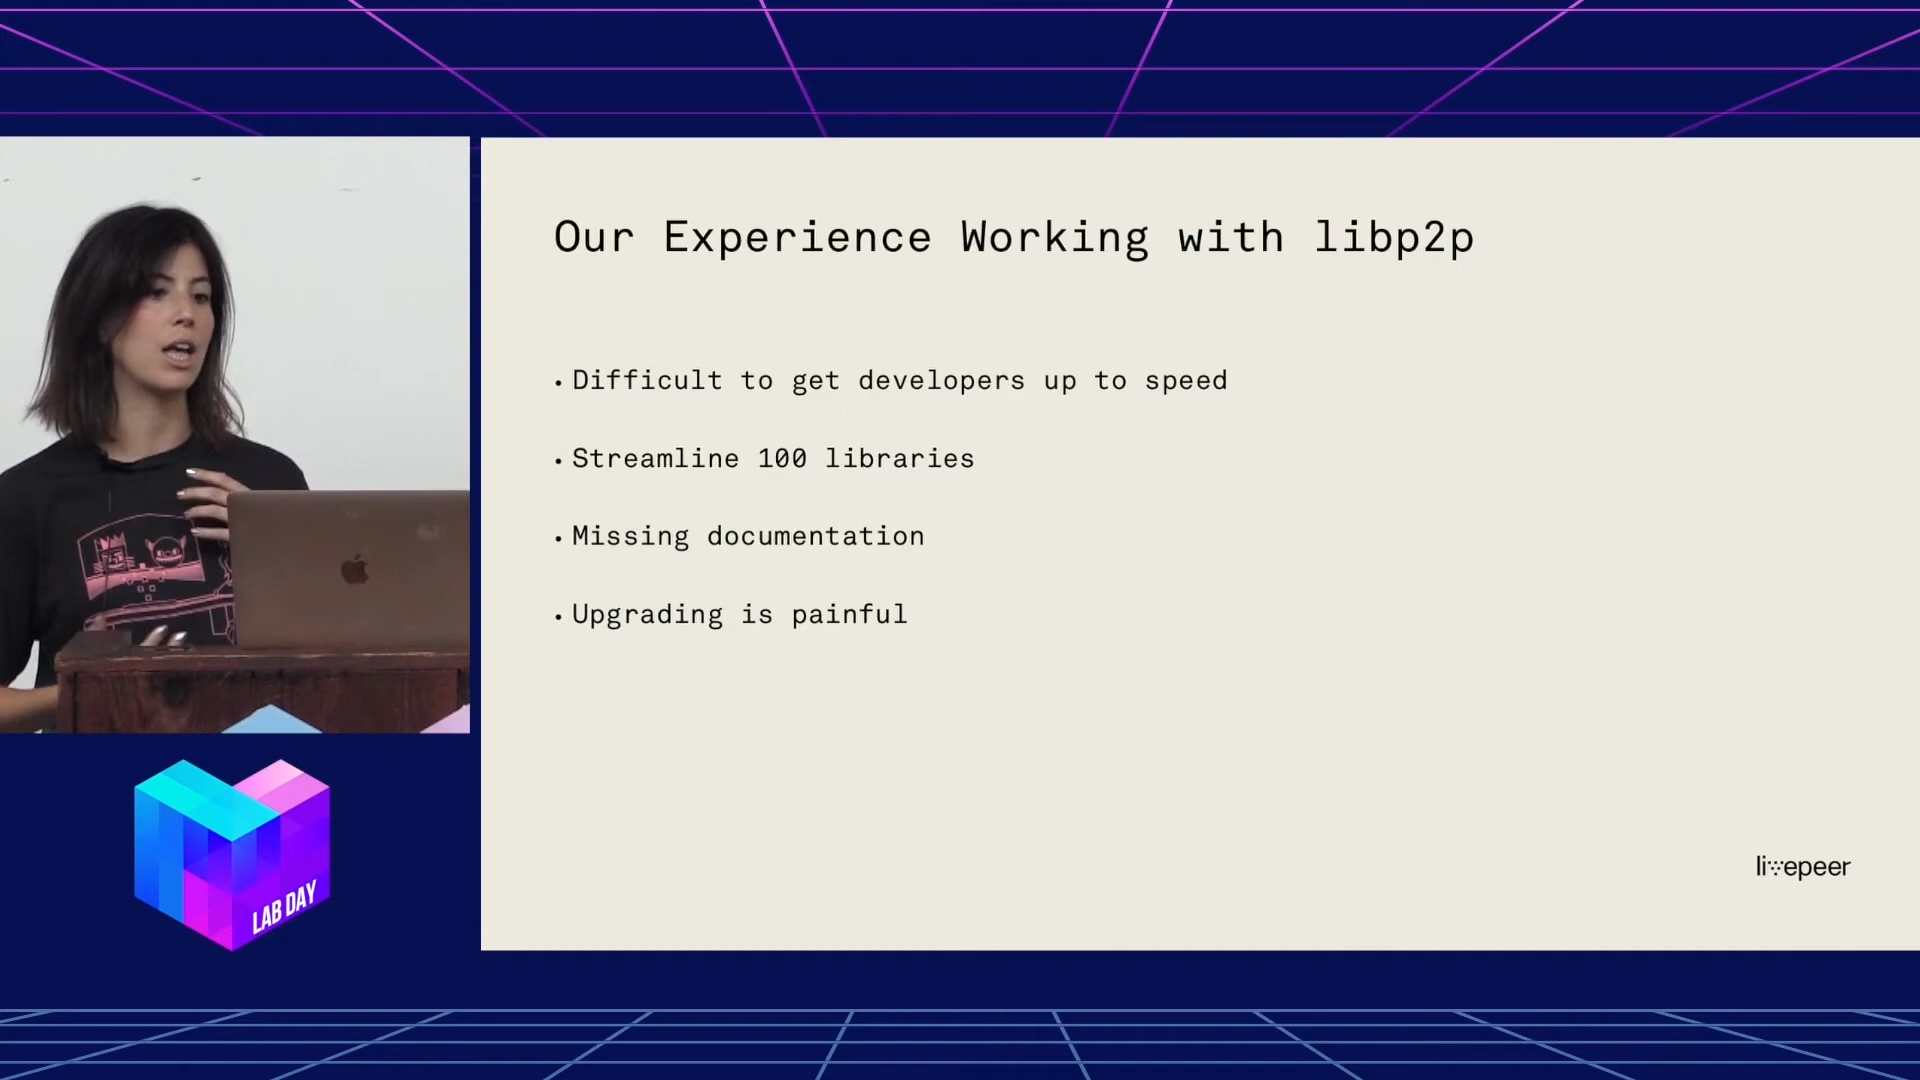 Our Experience Working with libp2p
• Difficult to get developers up to speed
• Streamline 100 libraries
• Missing documentation
• Upgrading is painful
livepeer
LAB DAY